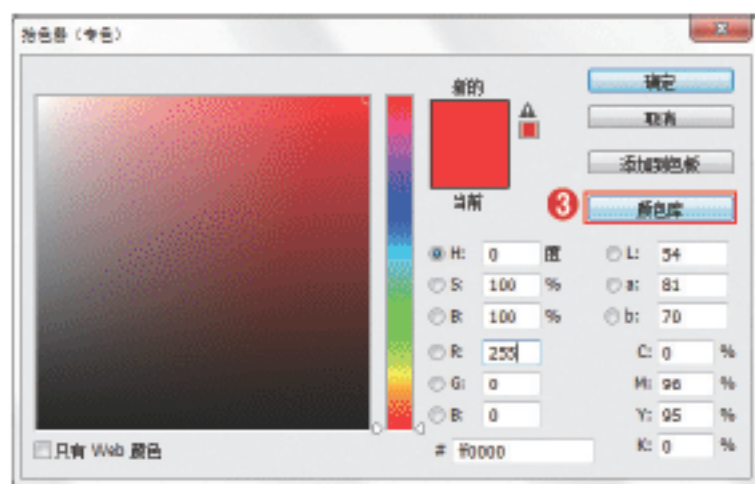 拾色器（专色）
新的
当前
确定
取消
添加到色板
3 颜色库
H: 0 度
S: 100 %
B: 100 %
R: 255
G: 0
B: 0
# ff0000
L: 54
a: 81
b: 70
C: 0 %
M: 96 %
Y: 95 %
K: 0 %
只有 Web 颜色